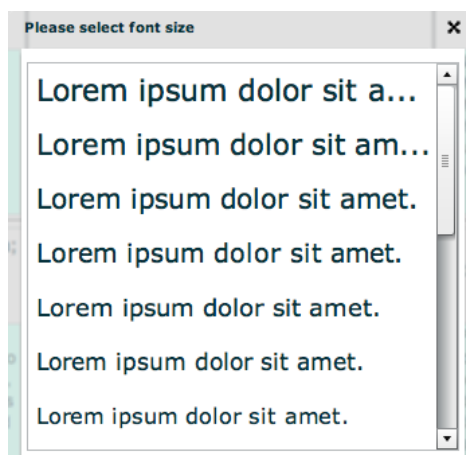 Please select font size
Lorem ipsum dolor sit a...
Lorem ipsum dolor sit am...
Lorem ipsum dolor sit amet.
Lorem ipsum dolor sit amet.
Lorem ipsum dolor sit amet.
Lorem ipsum dolor sit amet.
Lorem ipsum dolor sit amet.